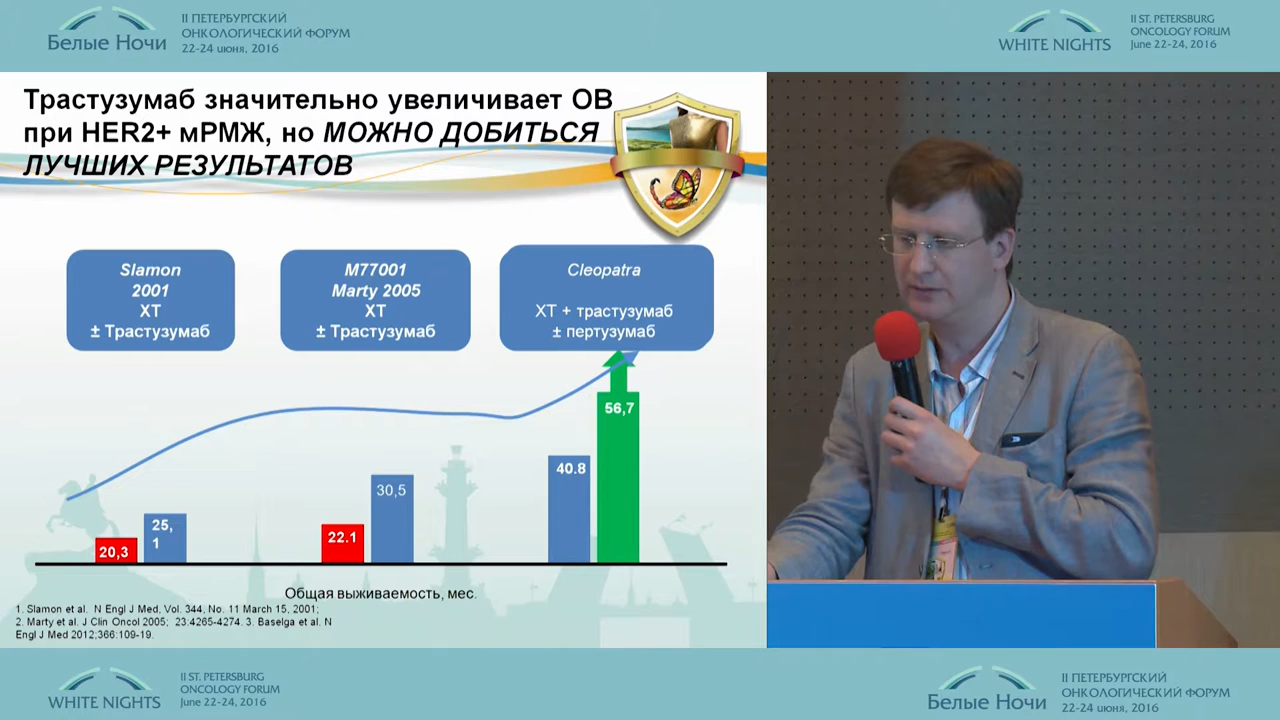 II ПЕТЕРБУРГСКИЙ
ОНКОЛОГИЧЕСКИЙ ФОРУМ
22-24 июня, 2016
Белые Ночи
II ST. PETERSBURG
ONCOLOGY FORUM
June 22-24, 2016
WHITE NIGHTS
Трастузумаб значительно увеличивает ОВ
при HER2+ мРМЖ, но МОЖНО ДОБИТЬСЯ
ЛУЧШИХ РЕЗУЛЬТАТОВ
Slamon
2001
ХТ
± Трастузумаб
M77001
Marty 2005
ХТ
± Трастузумаб
Cleopatra
ХТ + трастузумаб
± пертузумаб
20,3
25,
1
22.1
30,5
40.8
56,7
Общая выживаемость, мес.
1. Slamon et al. N Engl J Med, Vol. 344, No. 11 March 15, 2001;
2. Marty et al. J Clin Oncol 2005; 23.4265-4274. 3. Baselga et al. N
Engl J Med 2012;366:109-19.
WHITE NIGHTS
II ST. PETERSBURG
ONCOLOGY FORUM
June 22-24, 2016
Белые Ночи
II ПЕТЕРБУРГСКИЙ
ОНКОЛОГИЧЕСКИЙ ФОРУМ
22-24 июня, 2016